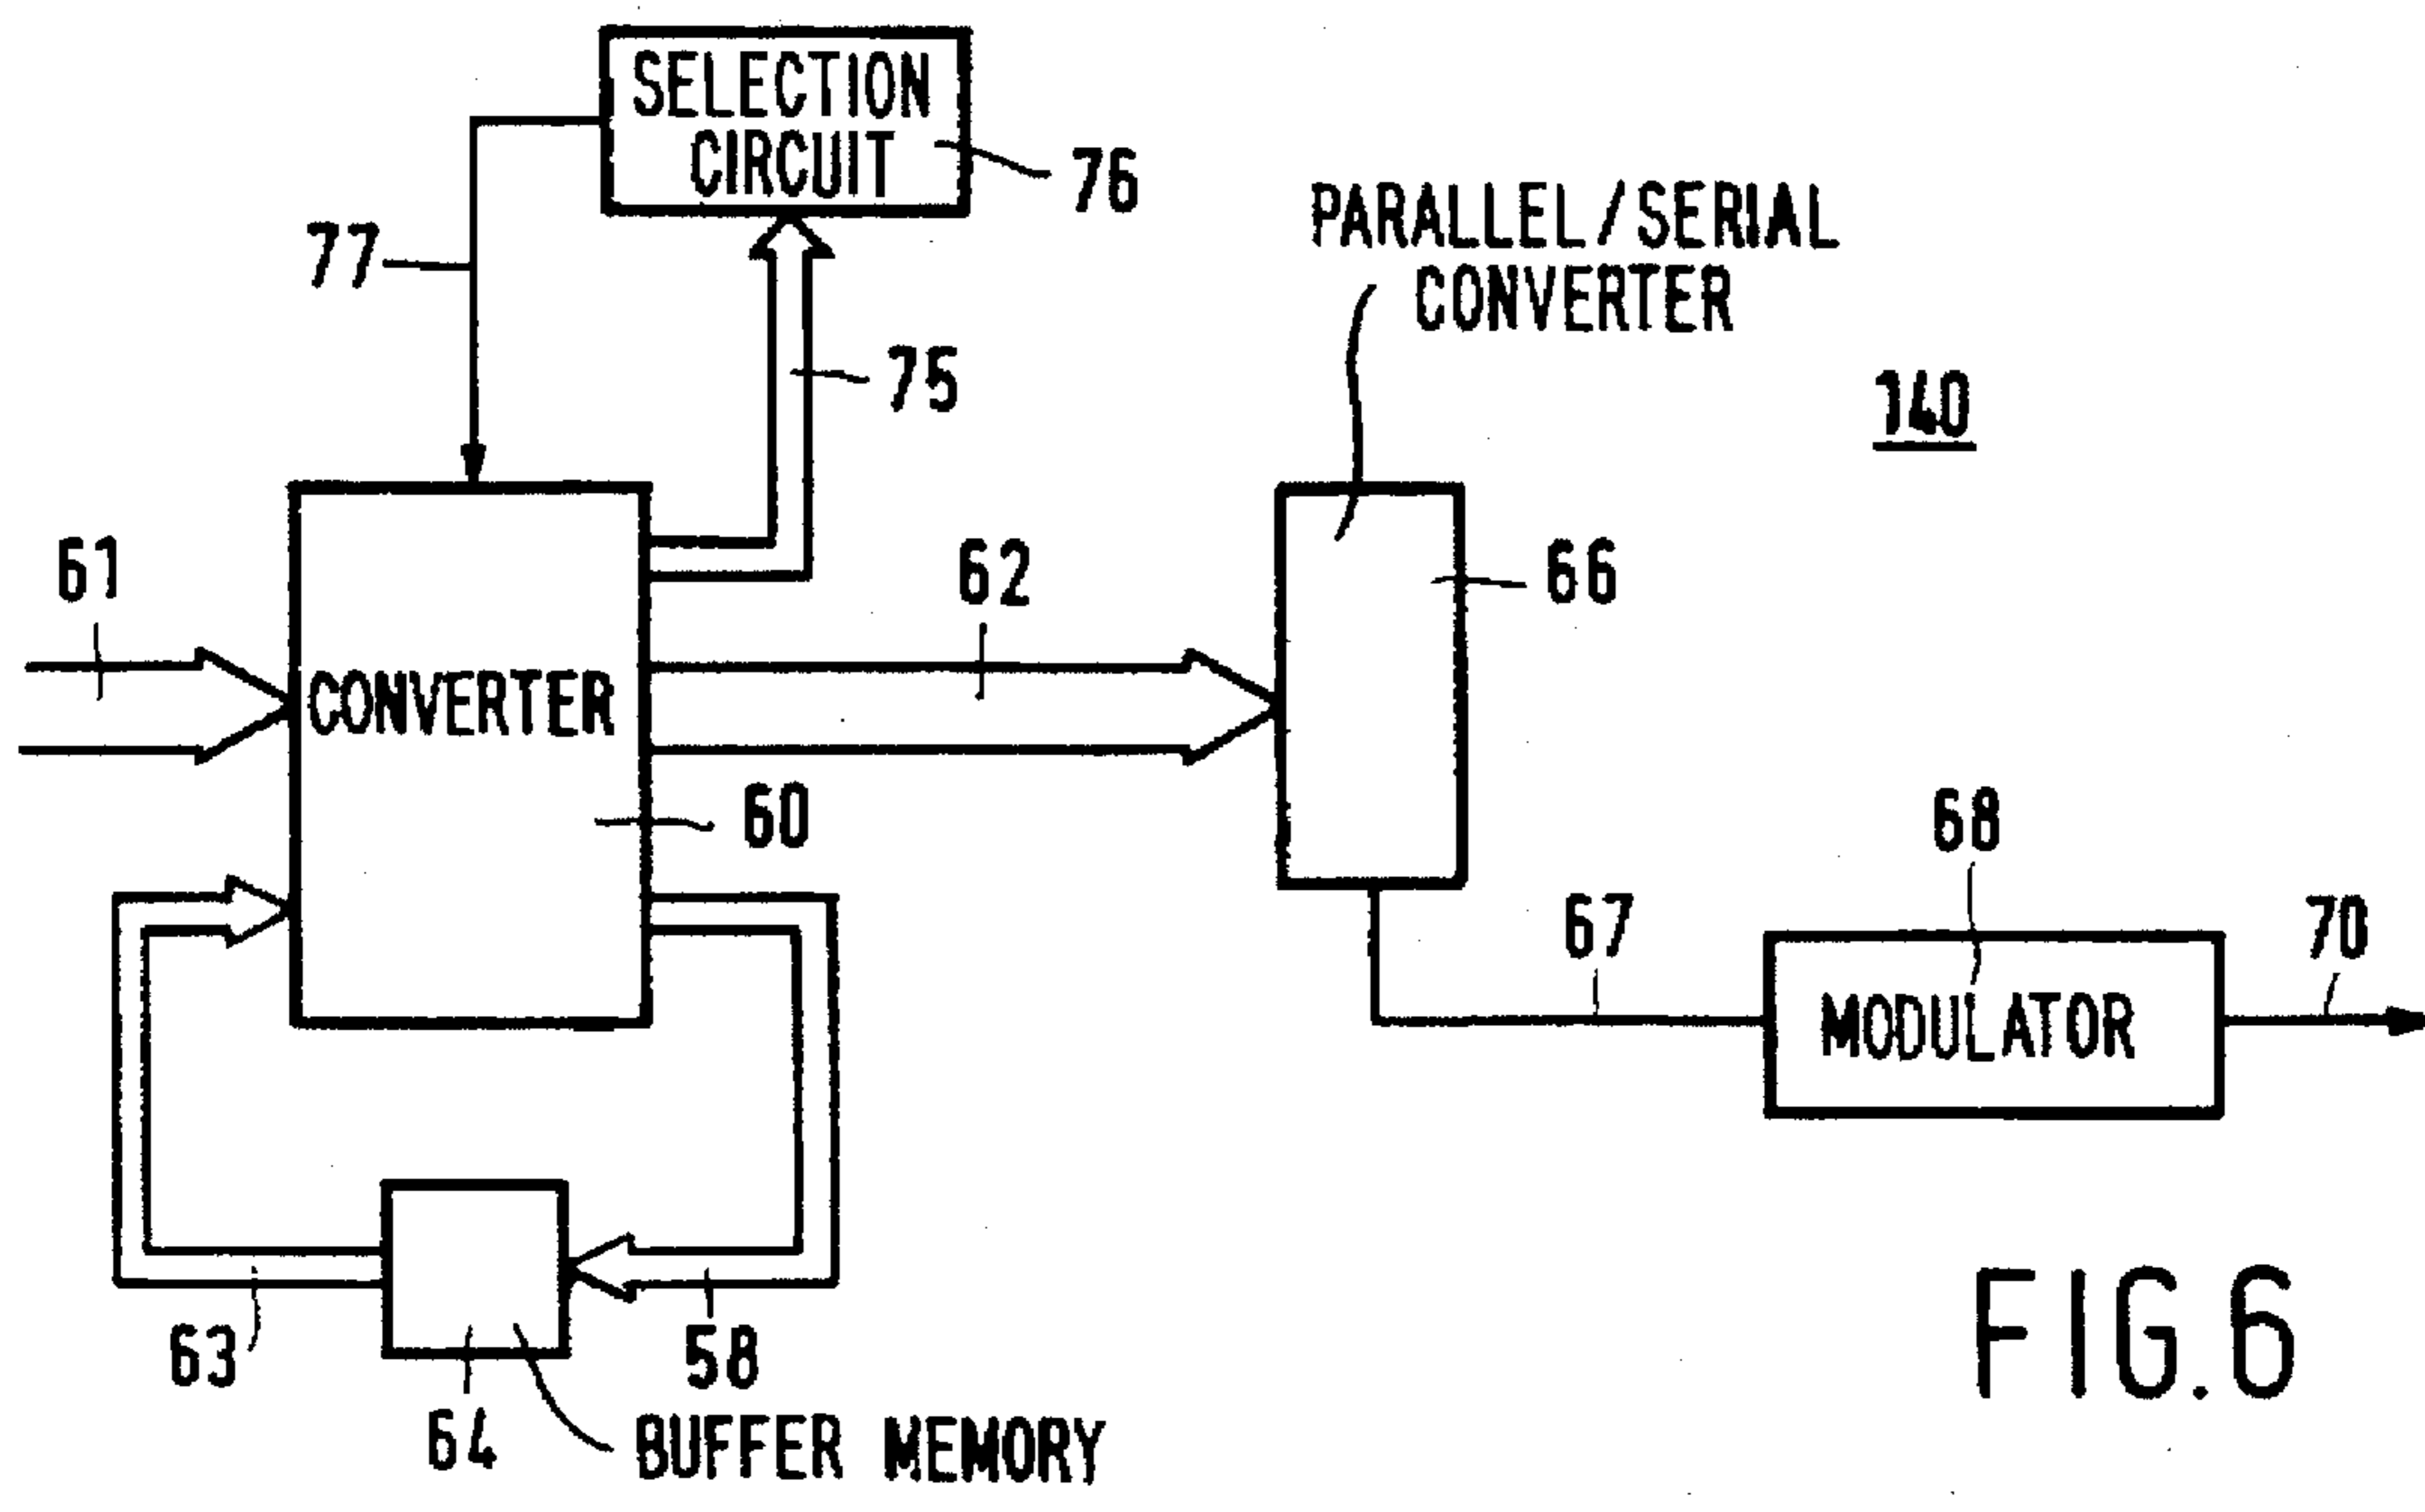 SELECTION
CIRCUIT
76
77
PARALLEL/SERIAL
CONVERTER
75
140
61
62
66
CONVERTER
60
68
67
70
MODULATOR
63
58
64
BUFFER MEMORY
FIG.6